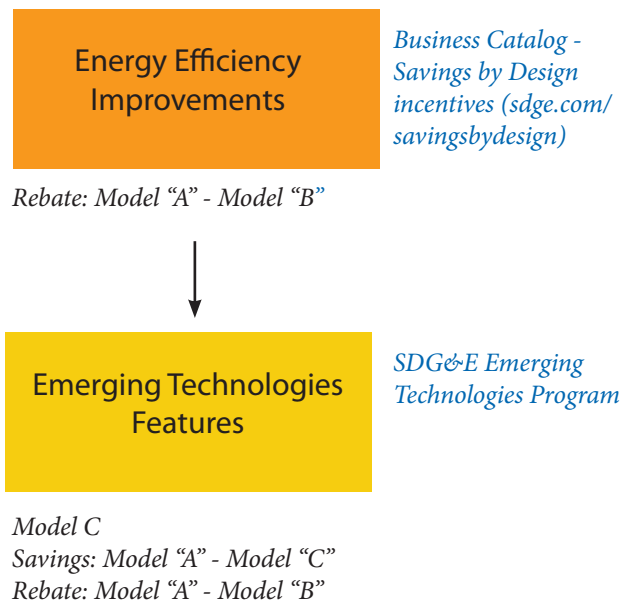 Energy Efficiency
Improvements
Business Catalog -
Savings by Design
incentives (sdge.com/
savingsbydesign)
Rebate: Model “A” - Model “B”
Emerging Technologies
Features
SDG&E Emerging
Technologies Program
Model C
Savings: Model “A” - Model “C”
Rebate: Model “A” - Model “B”